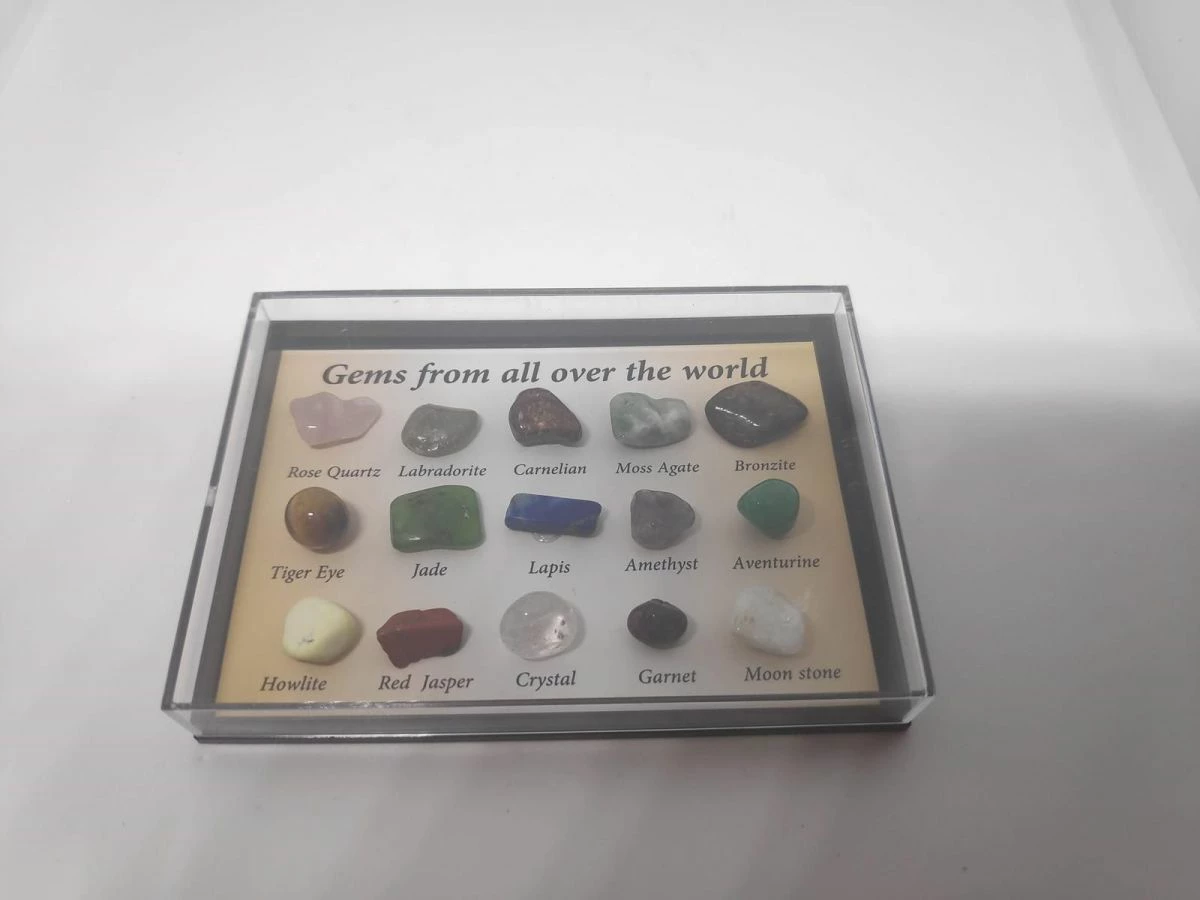 Gems from all over the world
Rose Quartz Labradorite Carnelian Moss Agate Bronzite
Tiger Eye Jade Lapis Amethyst Aventurine
Howlite Red Jasper Crystal Garnet Moon stone